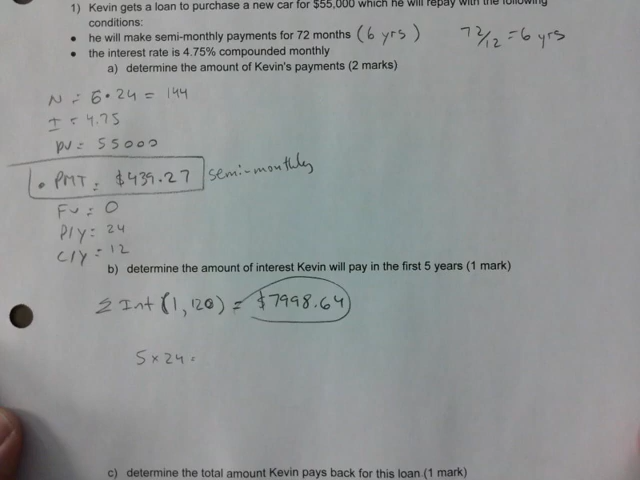 1) Kevin gets a loan to purchase a new car for $55,000 which he will repay with the following
conditions:
• he will make semi-monthly payments for 72 months (6 yrs) 72/12 = 6 yrs
• the interest rate is 4.75% compounded monthly
a) determine the amount of Kevin's payments (2 marks)
N = 6•24 = 144
I = 4.75
PV = 55000
• PMT = $439.27 semi-monthly
FV = 0
P/Y = 24
C/Y = 12
b) determine the amount of interest Kevin will pay in the first 5 years (1 mark)
Σ Int (1, 120) = $7998.64
5 x 24 =
c) determine the total amount Kevin pays back for this loan (1 mark)